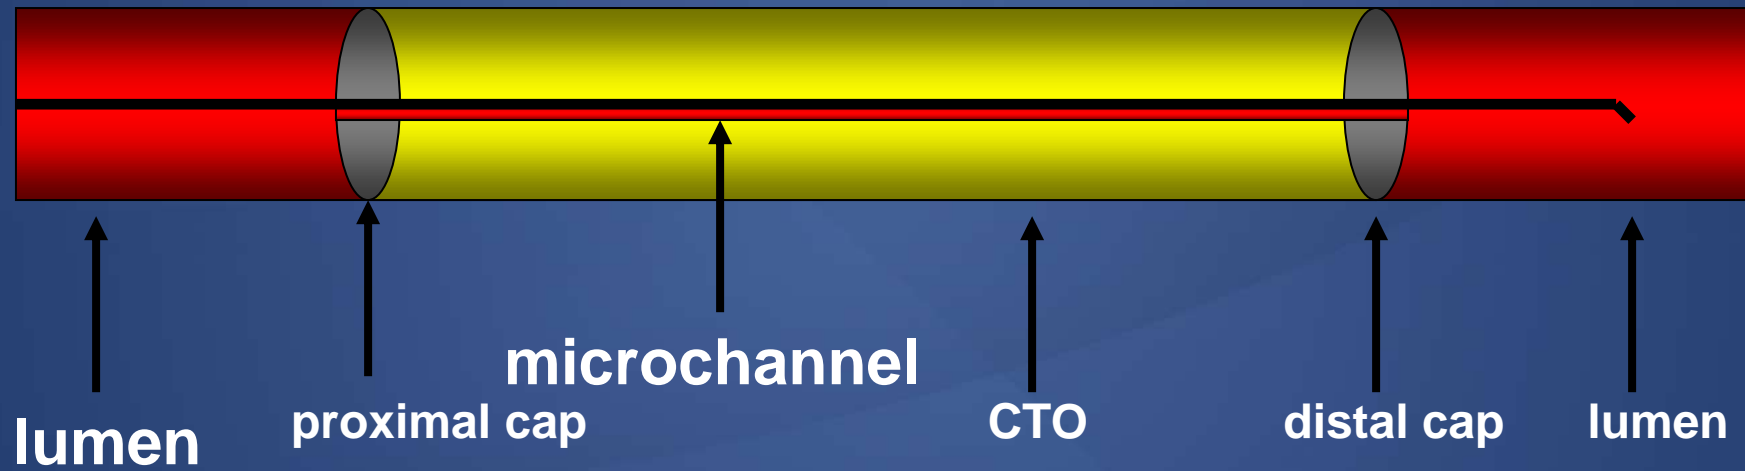 lumen
proximal cap
microchannel
CTO
distal cap
lumen